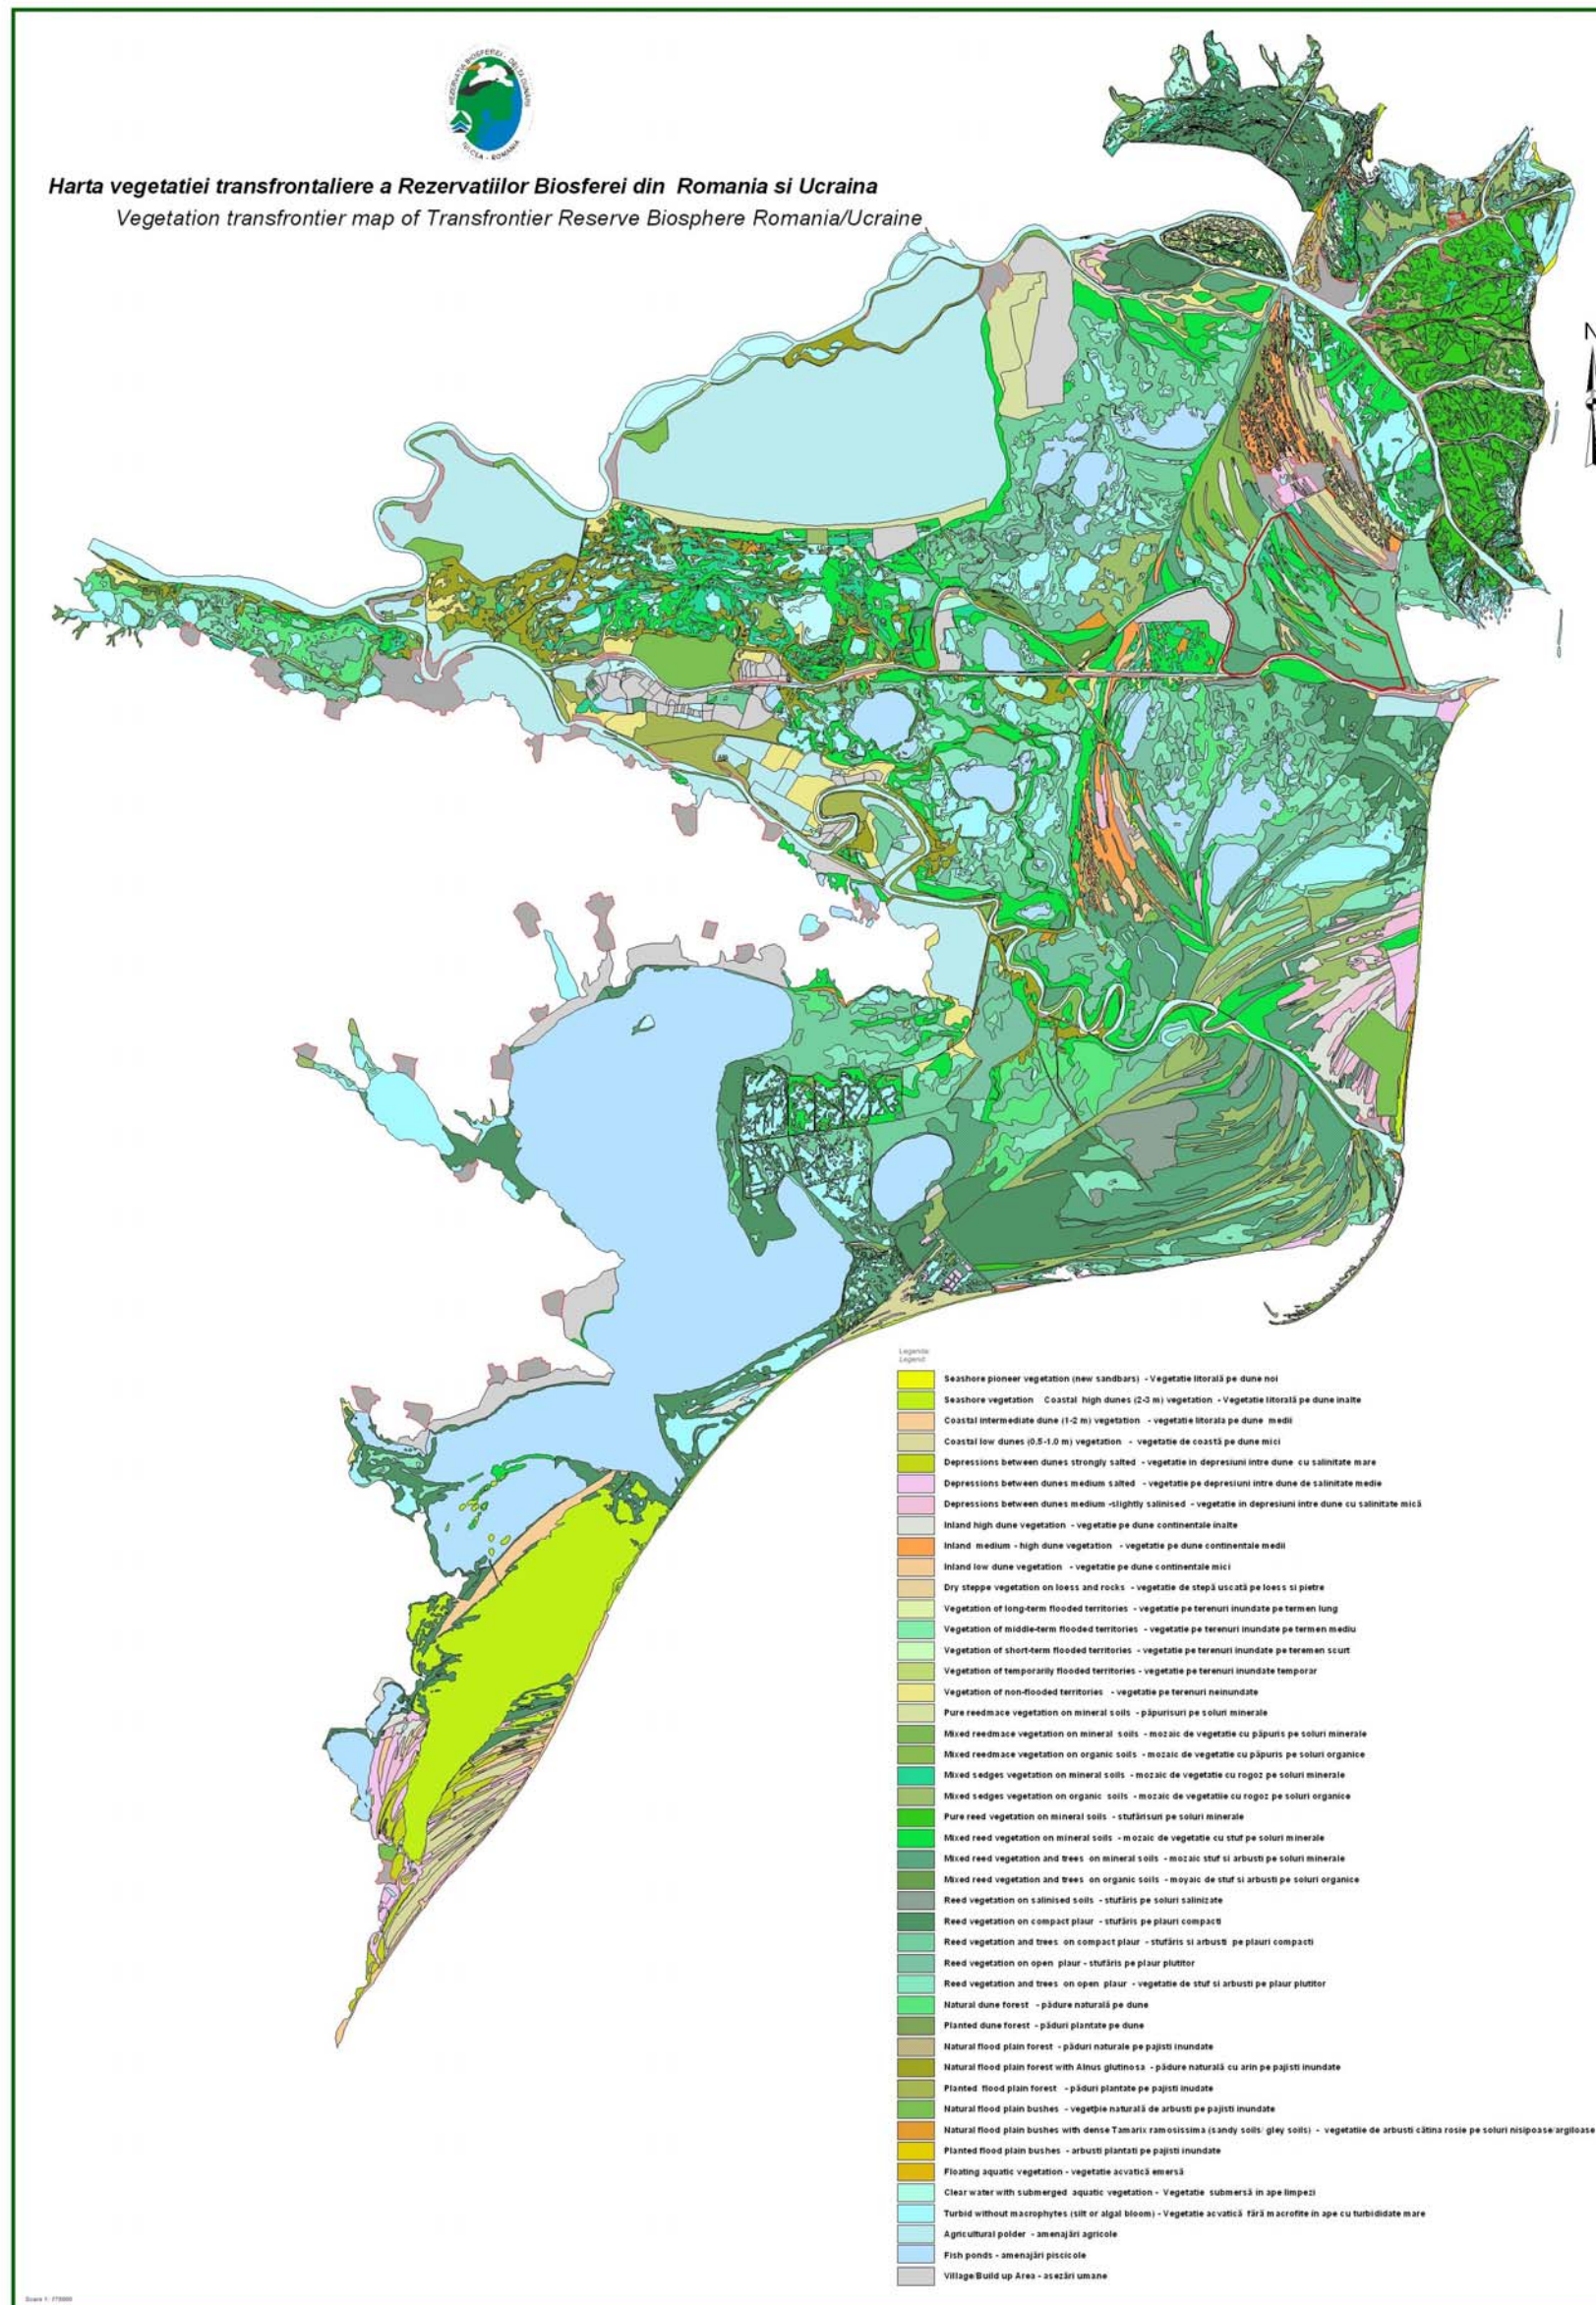 REZERVATIA BIOSFEREI - DELTA DUNARII
TULCEA - ROMANIA
Harta vegetatiei transfrontaliere a Rezervatiilor Biosferei din Romania si Ucraina
Vegetation transfrontier map of Transfrontier Reserve Biosphere Romania/Ucraine
N
Legenda
Legend
Seashore pioneer vegetation (new sandbars) - Vegetatie litorală pe dune noi
Seashore vegetation Coastal high dunes (2-3 m) vegetation - Vegetatie litorală pe dune inalte
Coastal intermediate dune (1-2 m) vegetation - vegetatie litorala pe dune medii
Coastal low dunes (0.5-1.0 m) vegetation - vegetatie de coastă pe dune mici
Depressions between dunes strongly salted - vegetatie in depresiuni intre dune cu salinitate mare
Depressions between dunes medium salted - vegetatie pe depresiuni intre dune de salinitate medie
Depressions between dunes medium -slightly salinised - vegetatie in depresiuni intre dune cu salinitate mică
Inland high dune vegetation - vegetatie pe dune continentale inalte
Inland medium - high dune vegetation - vegetatie pe dune continentale medii
Inland low dune vegetation - vegetatie pe dune continentale mici
Dry steppe vegetation on loess and rocks - vegetatie de stepă uscată pe loess si pietre
Vegetation of long-term flooded territories - vegetatie pe terenuri inundate pe termen lung
Vegetation of middle-term flooded territories - vegetatie pe terenuri inundate pe termen mediu
Vegetation of short-term flooded territories - vegetatie pe terenuri inundate pe teremen scurt
Vegetation of temporarily flooded territories - vegetatie pe terenuri inundate temporar
Vegetation of non-flooded territories - vegetatie pe terenuri neinundate
Pure reedmace vegetation on mineral soils - păpurisuri pe soluri minerale
Mixed reedmace vegetation on mineral soils - mozaic de vegetatie cu păpuris pe soluri minerale
Mixed reedmace vegetation on organic soils - mozaic de vegetatie cu păpuris pe soluri organice
Mixed sedges vegetation on mineral soils - mozaic de vegetatie cu rogoz pe soluri minerale
Mixed sedges vegetation on organic soils - mozaic de vegetatiie cu rogoz pe soluri organice
Pure reed vegetation on mineral soils - stufărisuri pe soluri minerale
Mixed reed vegetation on mineral soils - mozaic de vegetatie cu stuf pe soluri minerale
Mixed reed vegetation and trees on mineral soils - mozaic stuf si arbusti pe soluri minerale
Mixed reed vegetation and trees on organic soils - moyaic de stuf si arbusti pe soluri organice
Reed vegetation on salinised soils - stufăris pe soluri salinizate
Reed vegetation on compact plaur - stufăris pe plauri compacti
Reed vegetation and trees on compact plaur - stufăris si arbusti pe plauri compacti
Reed vegetation on open plaur - stufăris pe plaur plutitor
Reed vegetation and trees on open plaur - vegetatie de stuf si arbusti pe plaur plutitor
Natural dune forest - pădure naturală pe dune
Planted dune forest - păduri plantate pe dune
Natural flood plain forest - păduri naturale pe pajisti inundate
Natural flood plain forest with Alnus glutinosa - pădure naturală cu arin pe pajisti inundate
Planted flood plain forest - păduri plantate pe pajisti inudate
Natural flood plain bushes - vegetþie naturală de arbusti pe pajisti inundate
Natural flood plain bushes with dense Tamarix ramosissima (sandy soils/ gley soils) - vegetatiie de arbusti cătina rosie pe soluri nisipoase/argiloase
Planted flood plain bushes - arbusti plantati pe pajisti inundate
Floating aquatic vegetation - vegetatie acvatică emersă
Clear water with submerged aquatic vegetation - Vegetatie submersă in ape limpezi
Turbid without macrophytes (silt or algal bloom) - Vegetatie acvatică fără macrofite in ape cu turbididate mare
Agricultural polder - amenajări agricole
Fish ponds - amenajări piscicole
Village/Build up Area - asezări umane